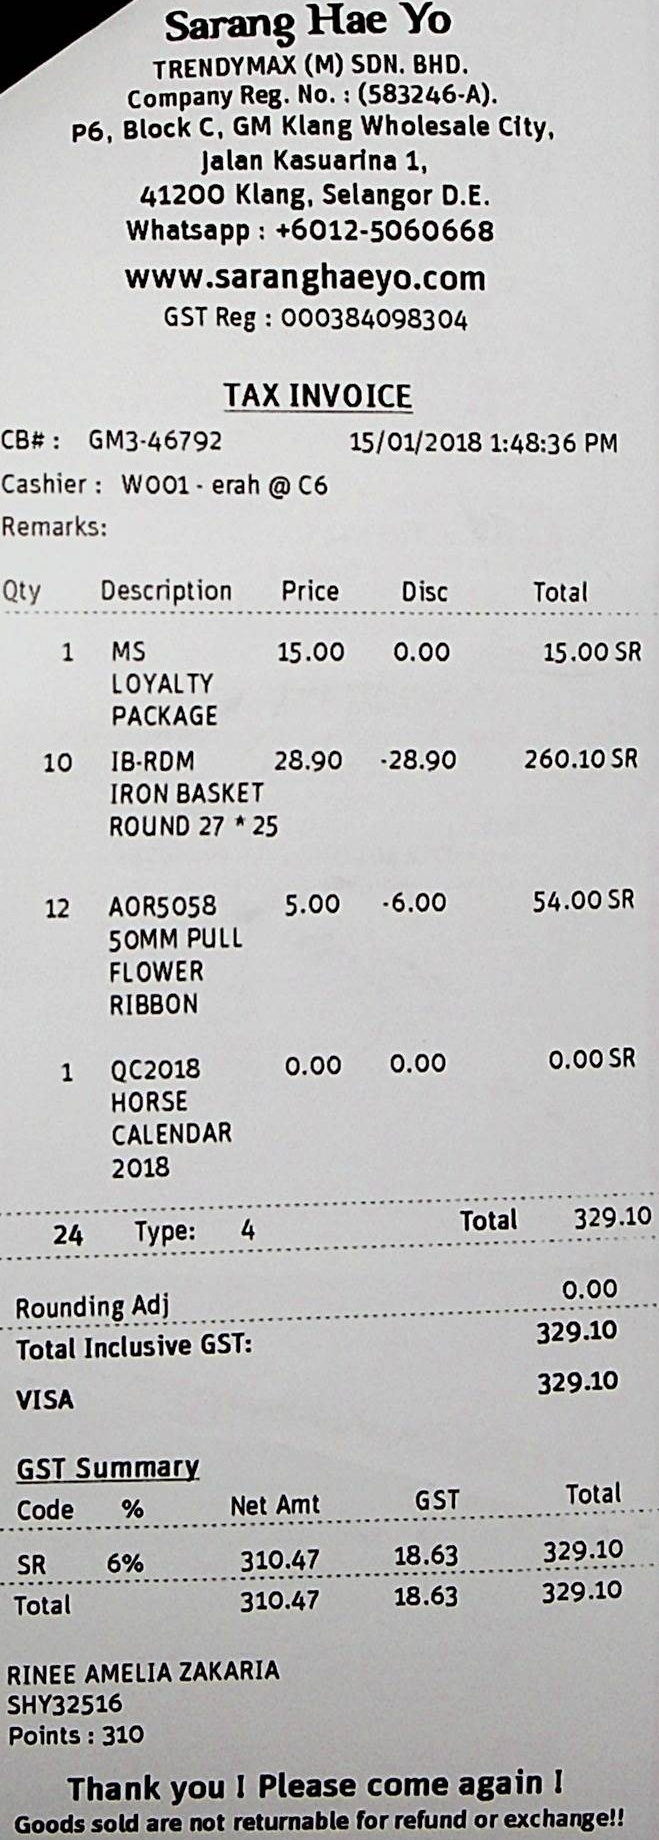 Sarang Hae Yo
TRENDYMAX (M) SDN. BHD.
Company Reg. No. : (583246-A).
P6, Block C, GM Klang Wholesale City,
Jalan Kasuarina 1,
41200 Klang, Selangor D.E.
Whatsapp : +6012-5060668
www.saranghaeyo.com
GST Reg : 000384098304
TAX INVOICE
CB# : GM3-46792 15/01/2018 1:48:36 PM
Cashier : W001 - erah @ C6
Remarks:
Qty Description Price Disc Total
1 MS 15.00 0.00 15.00 SR
LOYALTY
PACKAGE
10 IB-RDM 28.90 -28.90 260.10 SR
IRON BASKET
ROUND 27 * 25
12 AOR5058 5.00 -6.00 54.00 SR
50MM PULL
FLOWER
RIBBON
1 QC2018 0.00 0.00 0.00 SR
HORSE
CALENDAR
2018
24 Type: 4 Total 329.10
Rounding Adj 0.00
Total Inclusive GST: 329.10
VISA 329.10
GST Summary
Code % Net Amt GST Total
SR 6% 310.47 18.63 329.10
Total 310.47 18.63 329.10
RINEE AMELIA ZAKARIA
SHY32516
Points : 310
Thank you ! Please come again !
Goods sold are not returnable for refund or exchange!!